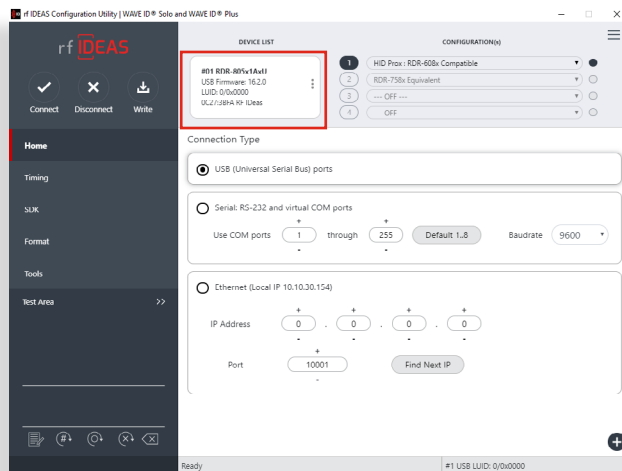 rf IDEAS Configuration Utility | WAVE ID® Solo and WAVE ID® Plus
rf IDEAS
Connect Disconnect Write
Home
Timing
SDK
Format
Tools
Test Area >>
DEVICE LIST
#01 RDR-805x1AxU
USB Firmware: 16.2.0
LUID: 0/0x0000
0C27:3BFA RF IDeas
CONFIGURATION(s)
1 HID Prox : RDR-608x Compatible
2 RDR-758x Equivalent
3 --- OFF ---
4 OFF
Connection Type
USB (Universal Serial Bus) ports
Serial: RS-232 and virtual COM ports
+ +
Use COM ports 1 through 255 Default 1..8 Baudrate 9600
- -
Ethernet (Local IP 10.10.30.154)
+ + + +
IP Address 0 . 0 . 0 . 0
- - - -
+
Port 10001 Find Next IP
-
Ready
#1 USB LUID: 0/0x0000